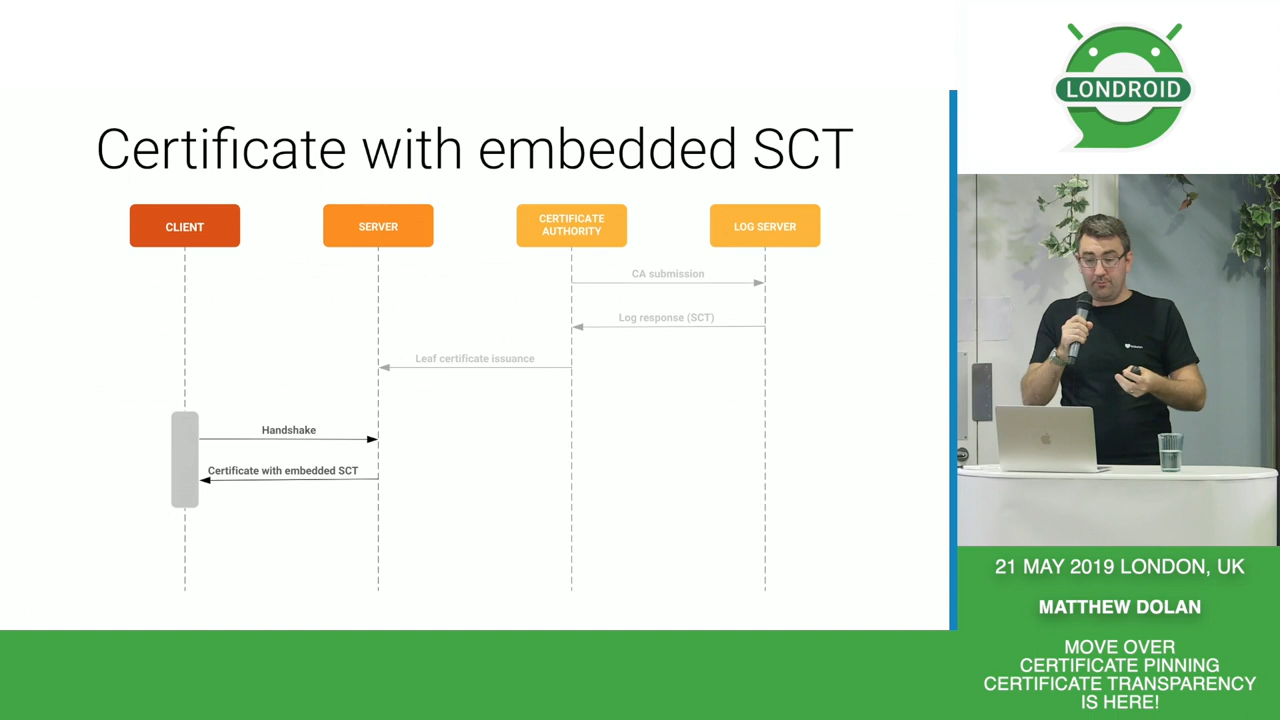 Certificate with embedded SCT
CLIENT
SERVER
CERTIFICATE
AUTHORITY
LOG SERVER
CA submission
Log response (SCT)
Leaf certificate issuance
Handshake
Certificate with embedded SCT
LONDROID
21 MAY 2019 LONDON, UK
MATTHEW DOLAN
MOVE OVER
CERTIFICATE PINNING
CERTIFICATE TRANSPARENCY
IS HERE!